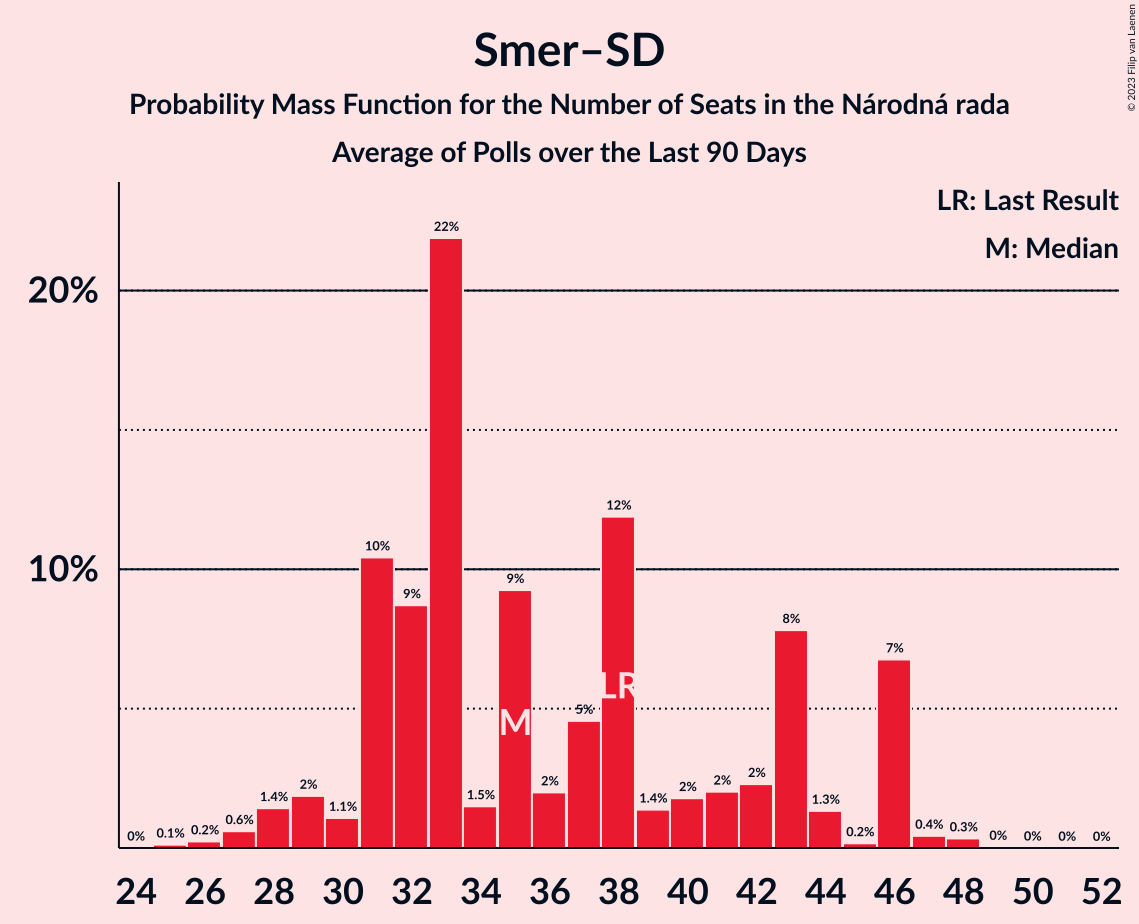 © 2023 Filip van Laenen
Smer–SD
Probability Mass Function for the Number of Seats in the Národná rada
Average of Polls over the Last 90 Days
LR: Last Result
M: Median
20%
10%
0% 0.1% 0.2% 0.6% 1.4% 2% 1.1% 10% 9% 22% 1.5% 9% 2% 5% 12% 1.4% 2% 2% 2% 8% 1.3% 0.2% 7% 0.4% 0.3% 0% 0% 0% 0%
M LR
24 26 28 30 32 34 36 38 40 42 44 46 48 50 52